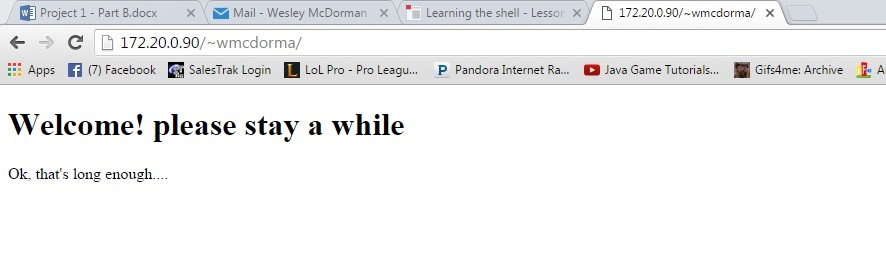 Project 1 - Part B.docx Mail - Wesley McDorman Learning the shell - Lesson 172.20.0.90/~wmcdorma/
172.20.0.90/~wmcdorma/
Apps (7) Facebook SalesTrak Login LoL Pro - Pro Leagu... Pandora Internet Ra... Java Game Tutorials... Gifs4me: Archive
Welcome! please stay a while
Ok, that's long enough....